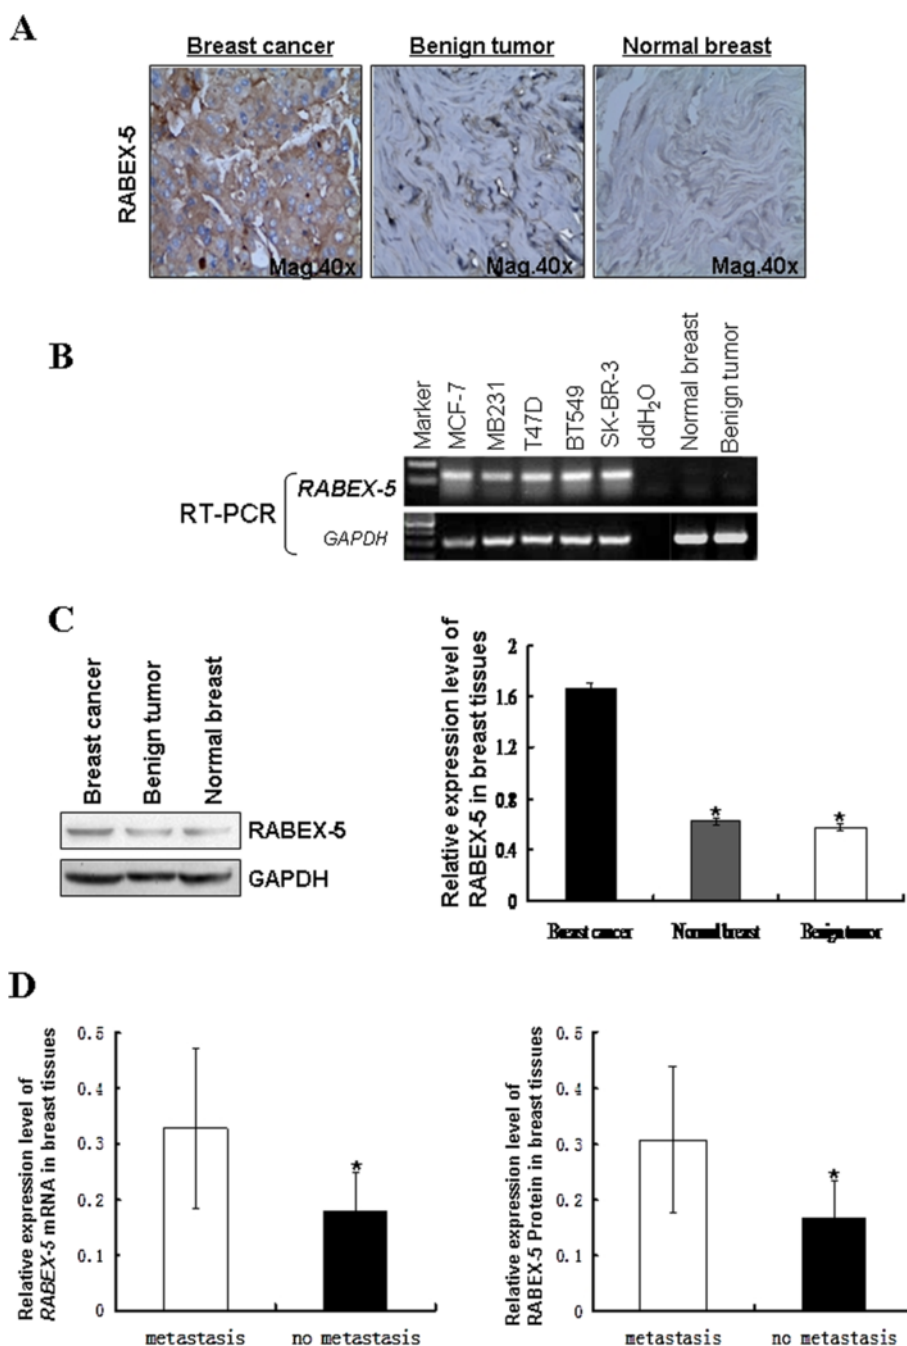 A
Breast cancer
Benign tumor
Normal breast
RABEX-5
Mag.40x
Mag.40x
Mag.40x
B
Marker
MCF-7
MB231
T47D
BT549
SK-BR-3
ddH₂O
Normal breast
Benign tumor
RT-PCR
RABEX-5
GAPDH
C
Breast cancer
Benign tumor
Normal breast
RABEX-5
GAPDH
Relative expression level of
RABEX-5 in breast tissues
2
1.6
1.2
0.8
0.4
0
*
*
Breast cancer
Normal breast
Benign tumor
D
Relative expression level of
RABEX-5 mRNA in breast tissues
0.5
0.4
0.3
0.2
0.1
0
*
metastasis
no metastasis
Relative expression level of
RABEX-5 Protein in breast tissues
0.5
0.4
0.3
0.2
0.1
0
*
metastasis
no metastasis